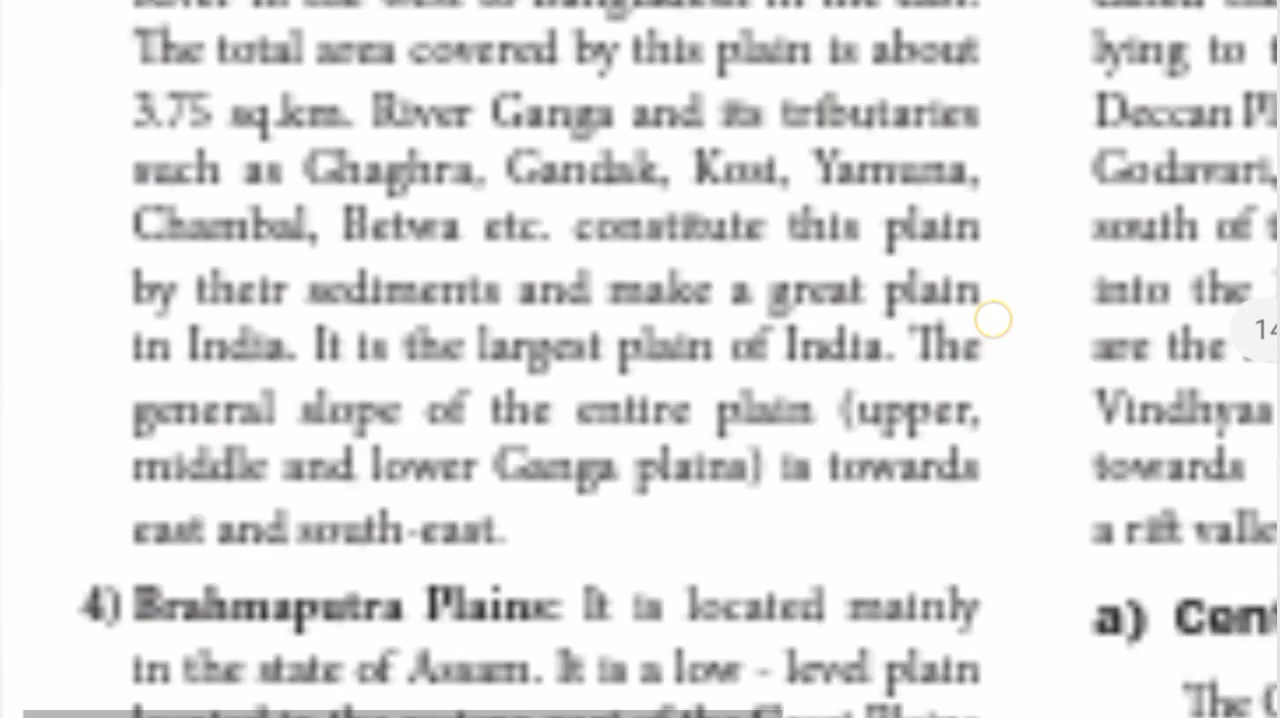 The total area covered by this plain is about
3.75 sq.km. River Ganga and its tributaries
such as Ghaghra, Gandak, Kosi, Yamuna,
Chambal, Betwa etc. constitute this plain
by their sediments and make a great plain
in India. It is the largest plain of India. The
general slope of the entire plain (upper,
middle and lower Ganga plains) is towards
east and south-east.
4) Brahmaputra Plains: It is located mainly
in the state of Assam. It is a low - level plain
lying to
Deccan Pl
Godavari,
south of
into the
are the
Vindhyas
towards
a rift valle
a) Cent
The
14